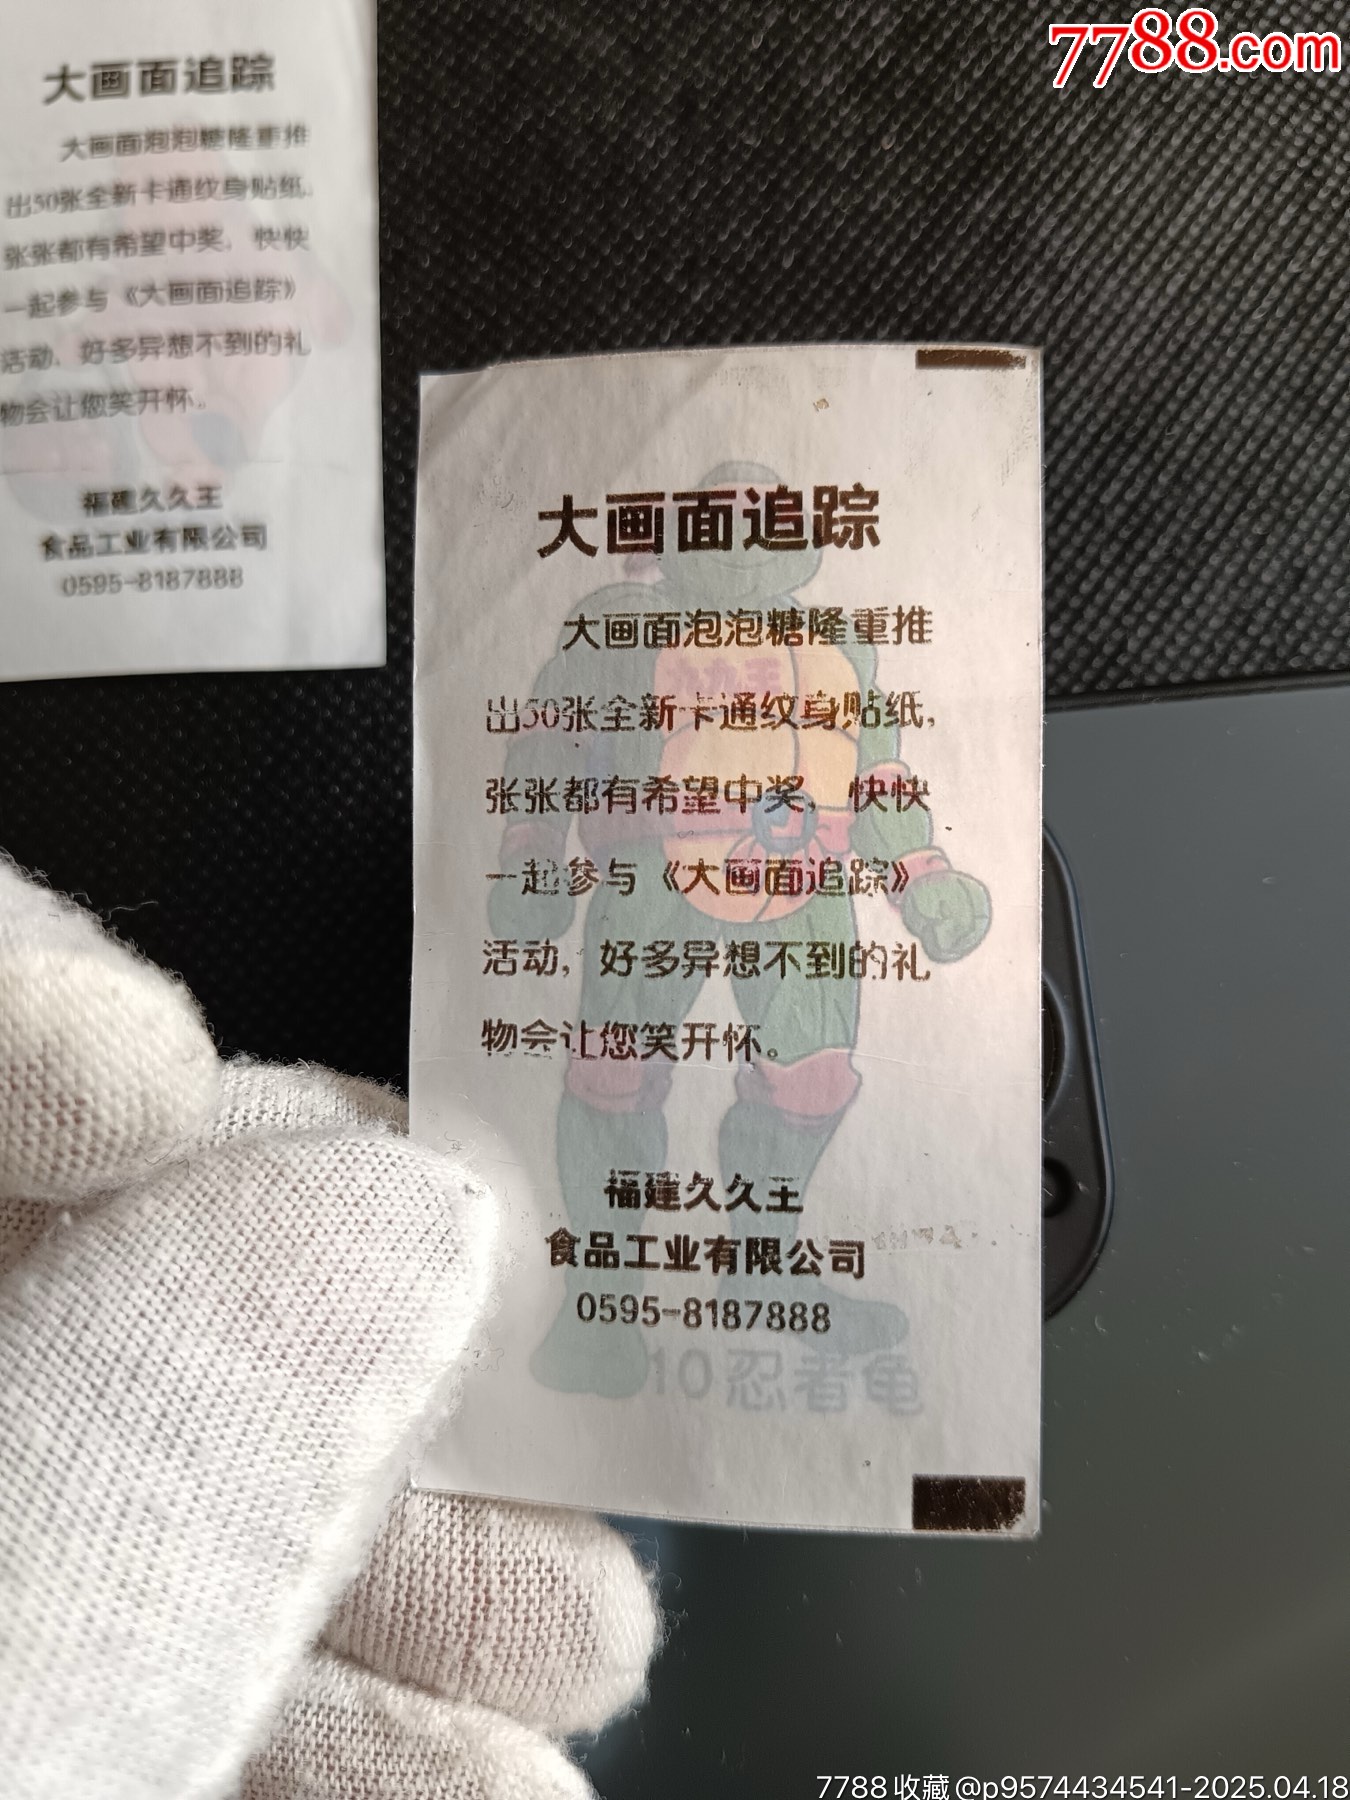 7788.com
大画面追踪
大画面泡泡糖隆重推
出50张全新卡通纹身贴纸,
张张都有希望中奖，快快
一起参与《大画面追踪》
活动，好多异想不到的礼
物会让您笑开怀。
福建久久王
食品工业有限公司
0595-8187888
大画面追踪
大画面泡泡糖隆重推
出50张全新卡通纹身贴纸,
张张都有希望中奖，快快
一起参与《大画面追踪》
活动，好多异想不到的礼
物会让您笑开怀。
福建久久王
食品工业有限公司
0595-8187888
10忍者龟
7788收藏@p9574434541-2025.04.18